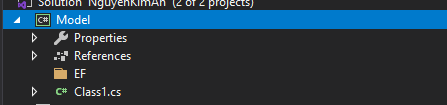 Solution 'NguyenKimAn' (2 of 2 projects)
C# Model
Properties
References
EF
C# Class1.cs